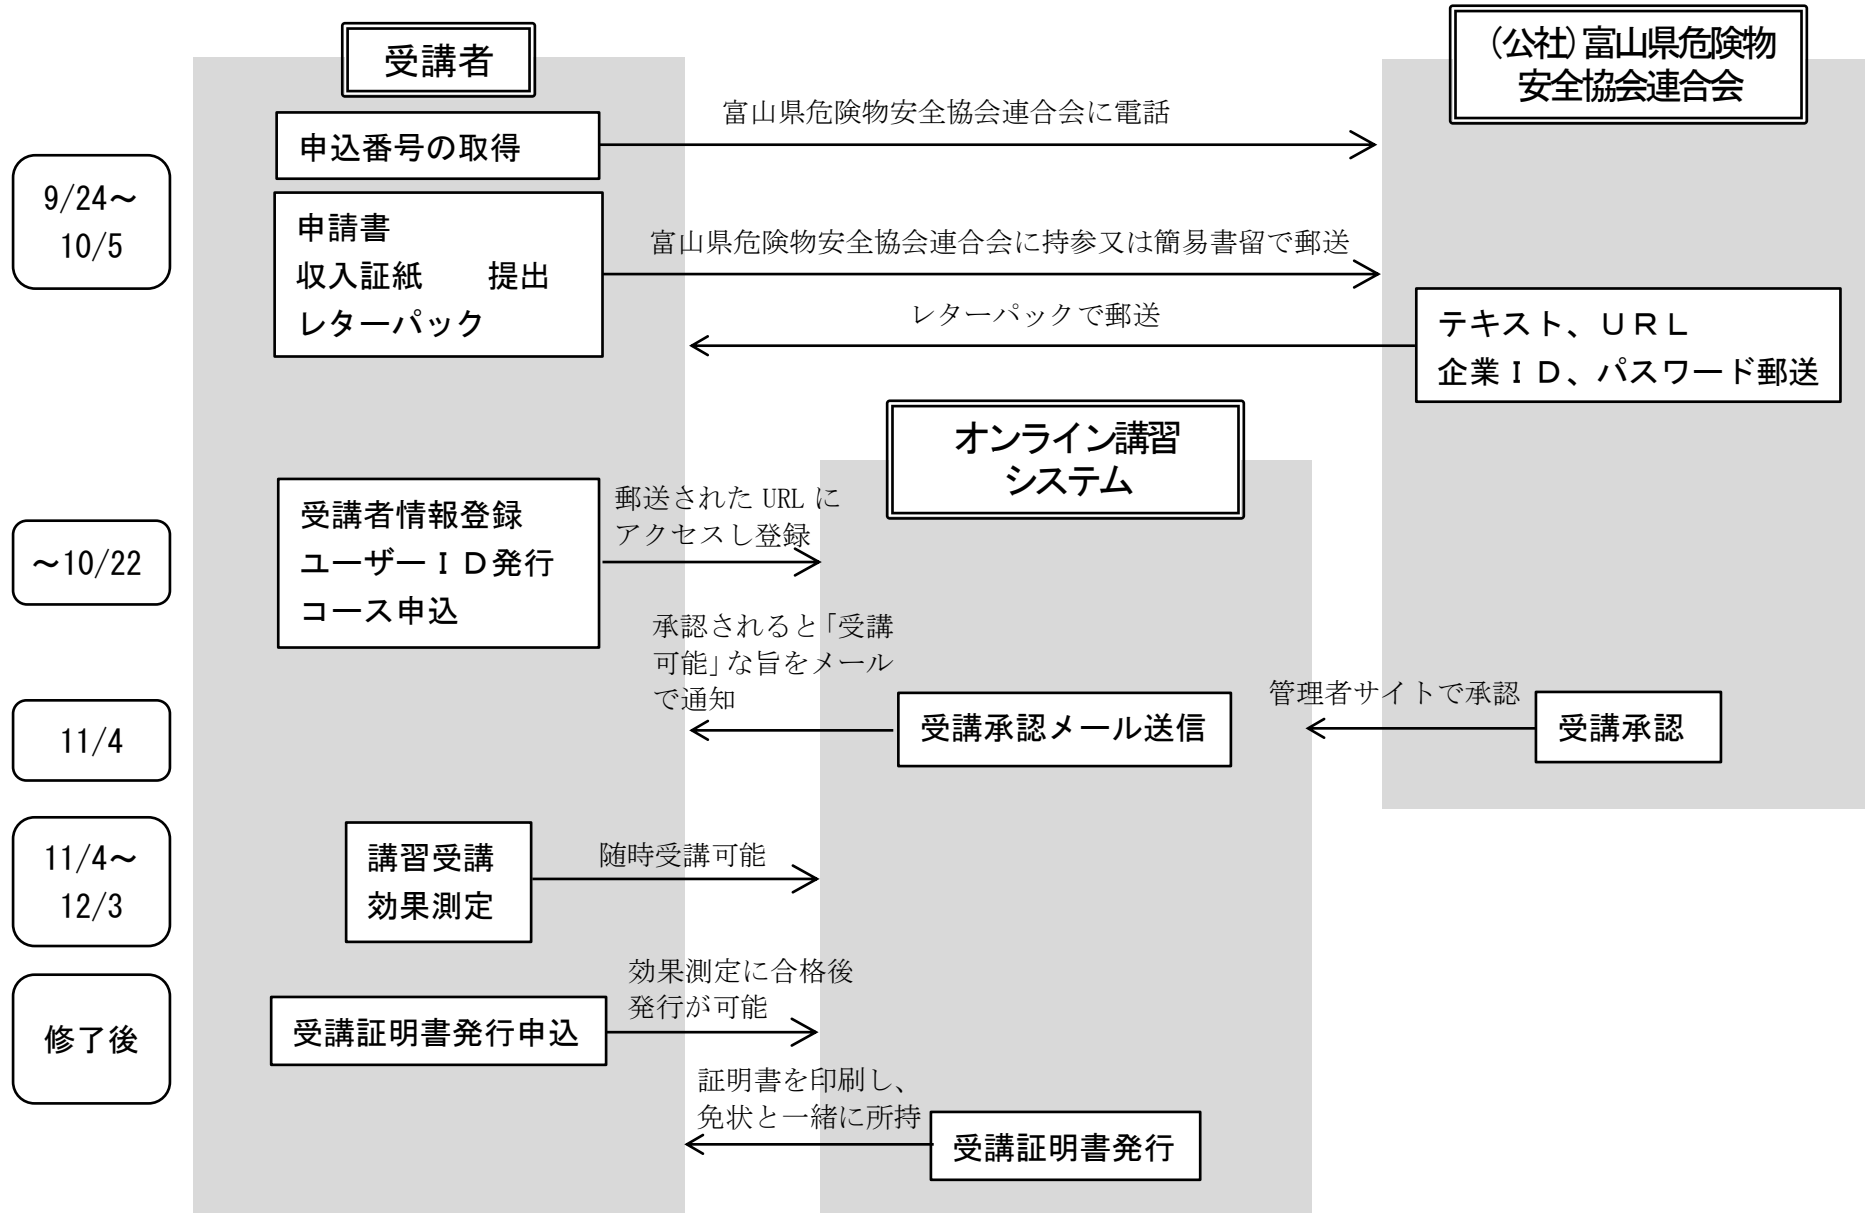 受講者
（公社）富山県危険物
安全協会連合会
富山県危険物安全協会連合会に電話
申込番号の取得
9/24～
10/5
申請書
収入証紙　　提出
レターパック
富山県危険物安全協会連合会に持参又は簡易書留で郵送
レターパックで郵送
テキスト、ＵＲＬ
企業ＩＤ、パスワード郵送
オンライン講習
システム
～10/22
受講者情報登録
ユーザーＩＤ発行
コース申込
郵送された URL に
アクセスし登録
承認されると「受講
可能」な旨をメール
で通知
管理者サイトで承認
11/4
受講承認メール送信
受講承認
11/4～
12/3
講習受講
効果測定
随時受講可能
修了後
効果測定に合格後
発行が可能
受講証明書発行申込
証明書を印刷し、
免状と一緒に所持
受講証明書発行